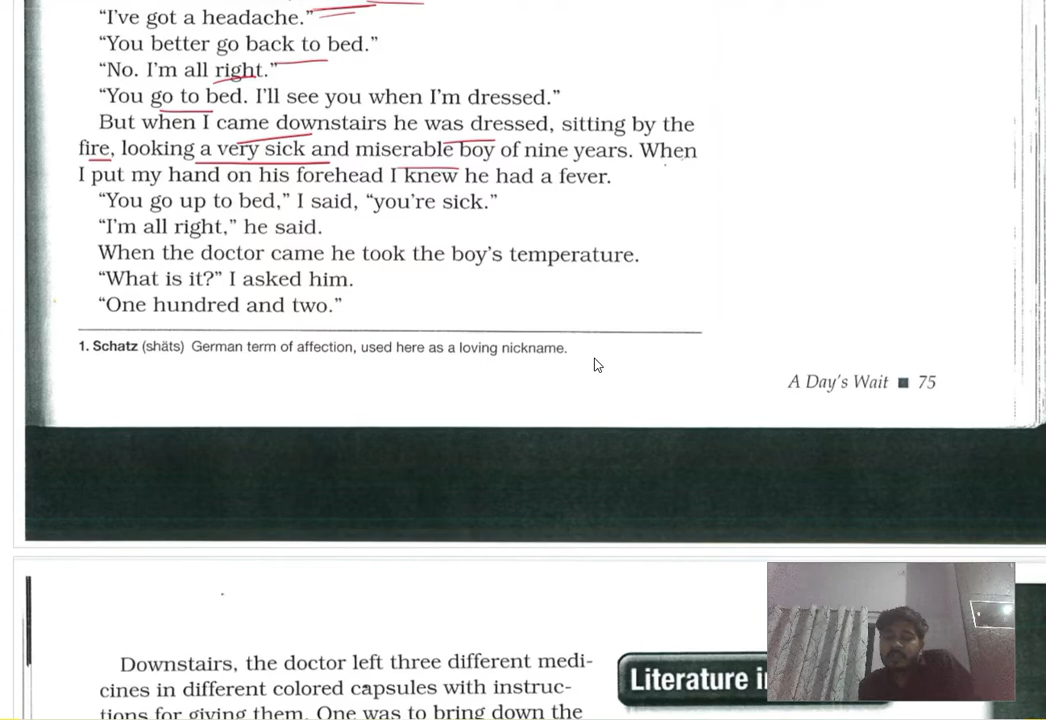 “I've got a headache.”
“You better go back to bed.”
“No. I'm all right.”
“You go to bed. I'll see you when I'm dressed.”
But when I came downstairs he was dressed, sitting by the
fire, looking a very sick and miserable boy of nine years. When
I put my hand on his forehead I knew he had a fever.
“You go up to bed,” I said, “you're sick.”
“I'm all right,” he said.
When the doctor came he took the boy's temperature.
“What is it?” I asked him.
“One hundred and two.”
1. Schatz (shäts) German term of affection, used here as a loving nickname.
A Day's Wait ■ 75
Downstairs, the doctor left three different medi-
cines in different colored capsules with instruc-
tions for giving them. One was to bring down the
Literature